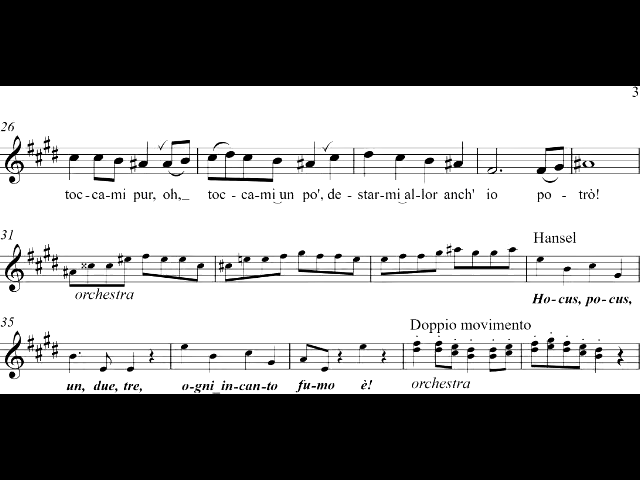 3
26
toc-ca-mi pur, oh,_ toc-ca-mi un po', de-star-mi al-lor anch' io po-trò!
31
Hansel
orchestra
Ho-cus, po-cus,
35
Doppio movimento
un, due, tre, o-gni in-can-to fu-mo è! orchestra